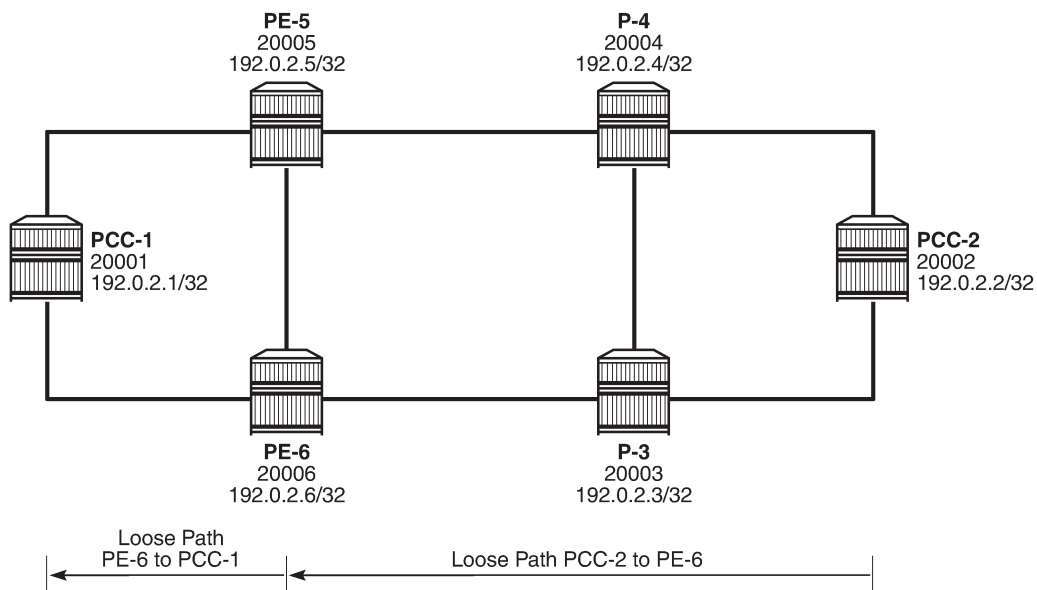 PE-5
20005
192.0.2.5/32
P-4
20004
192.0.2.4/32
PCC-1
20001
192.0.2.1/32
PCC-2
20002
192.0.2.2/32
PE-6
20006
192.0.2.6/32
P-3
20003
192.0.2.3/32
Loose Path
PE-6 to PCC-1
Loose Path PCC-2 to PE-6